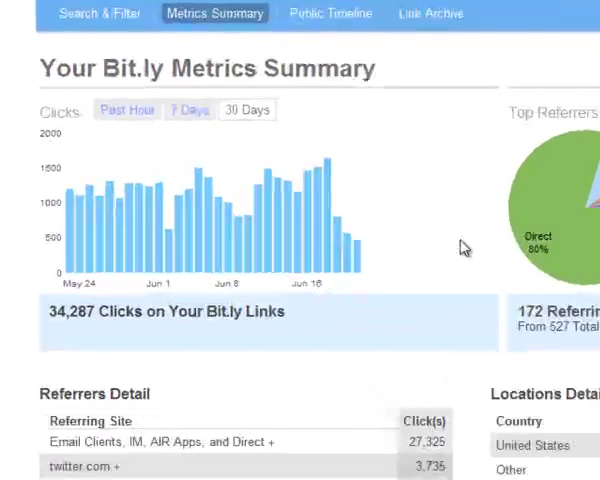 Search & Filter Metrics Summary Public Timeline Link Archive
Your Bit.ly Metrics Summary
Clicks Past Hour 7 Days 30 Days
Top Referrers
2000
1500
1000
500
0
May 24 Jun 1 Jun 8 Jun 16
Direct
80%
34,287 Clicks on Your Bit.ly Links
172 Referrin
From 527 Total
Referrers Detail
Locations Detai
Referring Site Click(s)
Country
Email Clients, IM, AIR Apps, and Direct + 27,325
United States
twitter.com + 3,735
Other